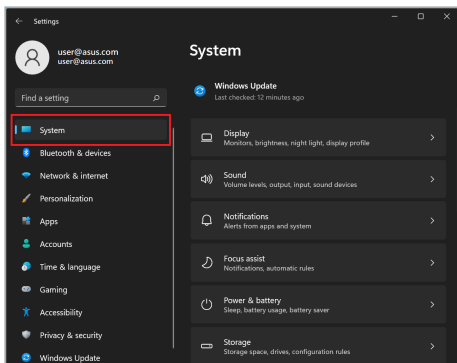 Settings
user@asus.com
user@asus.com
Find a setting
System
Bluetooth & devices
Network & internet
Personalization
Apps
Accounts
Time & language
Gaming
Accessibility
Privacy & security
Windows Update
System
Windows Update
Last checked: 12 minutes ago
Display
Monitors, brightness, night light, display profile
Sound
Volume levels, output, input, sound devices
Notifications
Alerts from apps and system
Focus assist
Notifications, automatic rules
Power & battery
Sleep, battery usage, battery saver
Storage
Storage space, drives, configuration rules